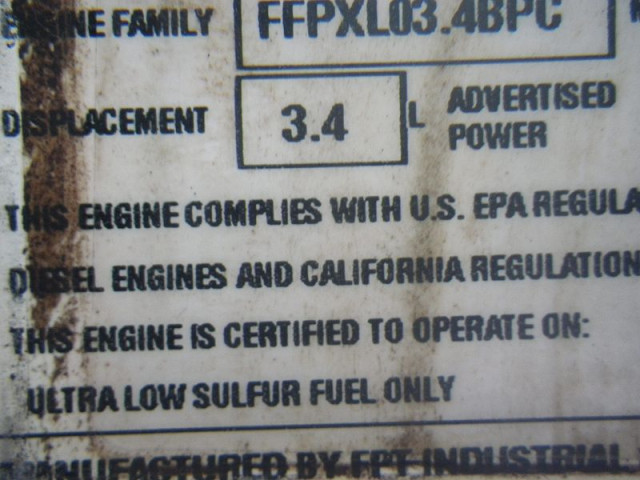 ENGINE FAMILY FFPXL03.4BPC
DISPLACEMENT 3.4 L ADVERTISED
POWER
THIS ENGINE COMPLIES WITH U.S. EPA REGULA
DIESEL ENGINES AND CALIFORNIA REGULATION
THIS ENGINE IS CERTIFIED TO OPERATE ON:
ULTRA LOW SULFUR FUEL ONLY
MANUFACTURED BY FPT INDUSTRIAL